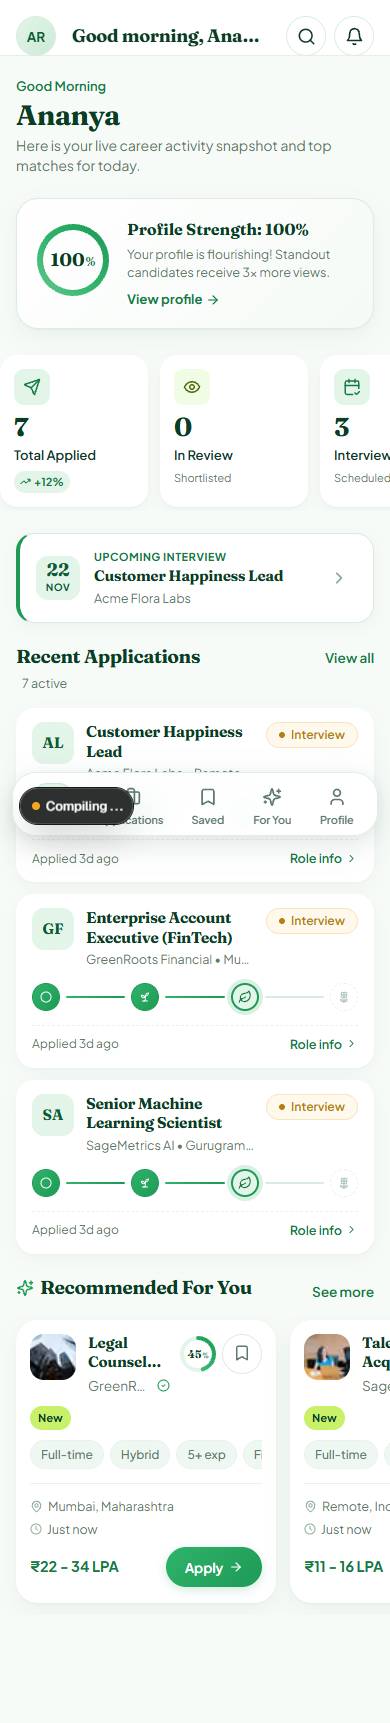 AR
Good morning, Ana...
Good Morning
Ananya
Here is your live career activity snapshot and top
matches for today.
100%
Profile Strength: 100%
Your profile is flourishing! Standout
candidates receive 3x more views.
View profile →
7
Total Applied
+12%
0
In Review
Shortlisted
3
Interview
Scheduled
22
NOV
UPCOMING INTERVIEW
Customer Happiness Lead
Acme Flora Labs
Recent Applications
View all
7 active
AL
Customer Happiness
Lead
Interview
Acme Flora Labs • Remote
Compiling ...
Saved
For You
Profile
Applied 3d ago
Role info
GF
Enterprise Account
Executive (FinTech)
Interview
GreenRoots Financial • Mu...
Applied 3d ago
Role info
SA
Senior Machine
Learning Scientist
Interview
SageMetrics AI • Gurugram...
Applied 3d ago
Role info
Recommended For You
See more
Legal
Counsel...
45%
GreenR...
New
Full-time
Hybrid
5+ exp
Mumbai, Maharashtra
Just now
₹22 - 34 LPA
Apply →
Tale
Acq
Sage
New
Full-time
Remote, Ind
Just now
₹11 - 16 LPA